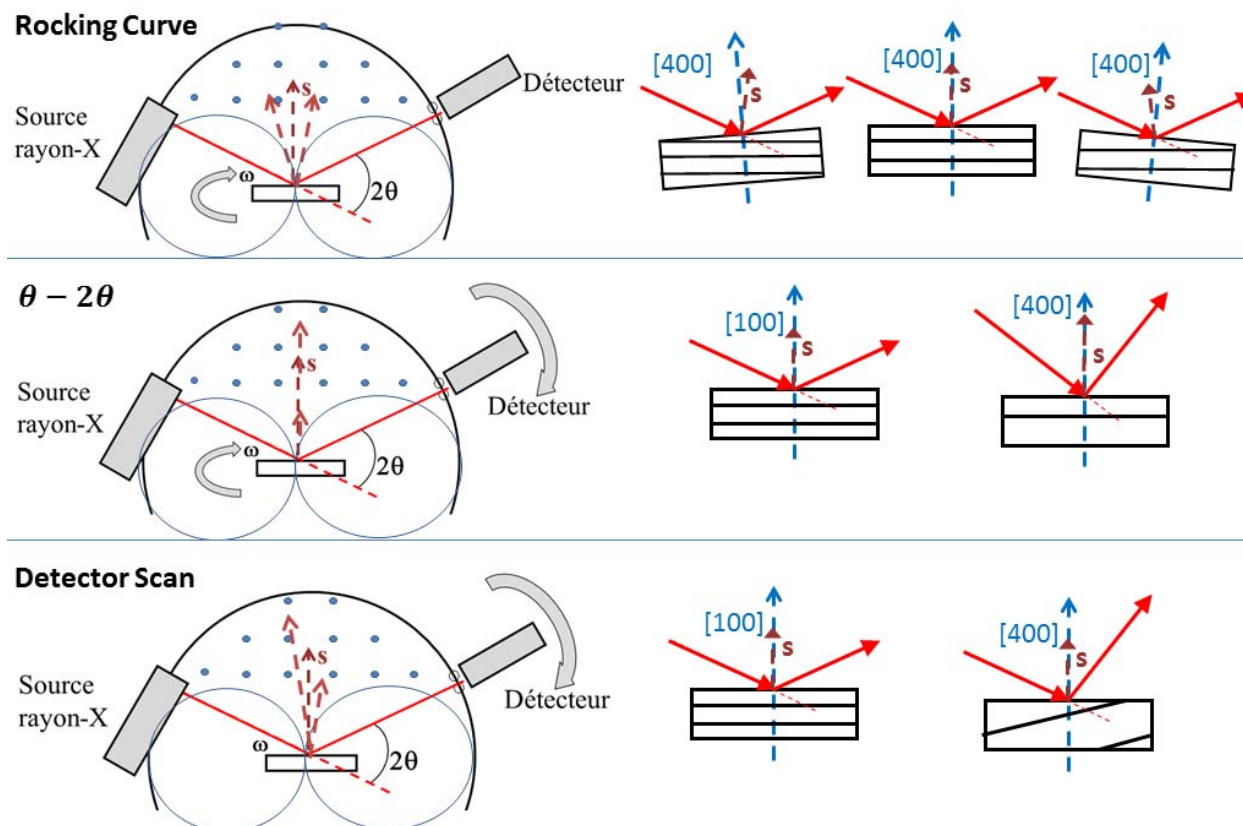 Rocking Curve
Source
rayon-X
s
ω
2θ
Détecteur
[400]
s
[400]
s
[400]
s
θ − 2θ
Source
rayon-X
s
ω
2θ
Détecteur
[100]
s
[400]
s
Detector Scan
Source
rayon-X
s
ω
2θ
Détecteur
[100]
s
[400]
s